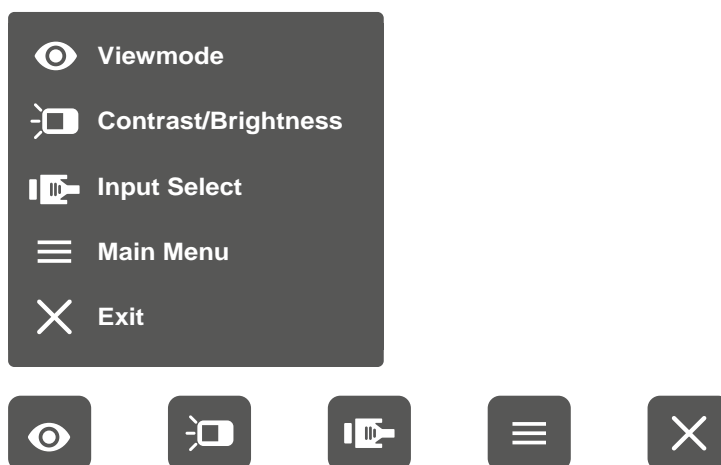 Viewmode
Contrast/Brightness
Input Select
Main Menu
Exit